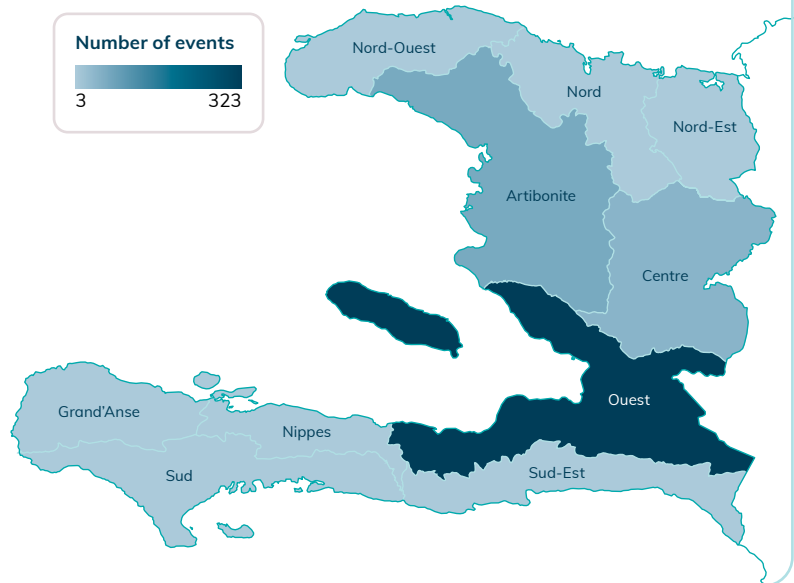 Number of events
3 323
Nord-Ouest
Nord
Nord-Est
Artibonite
Centre
Ouest
Grand’Anse
Nippes
Sud
Sud-Est